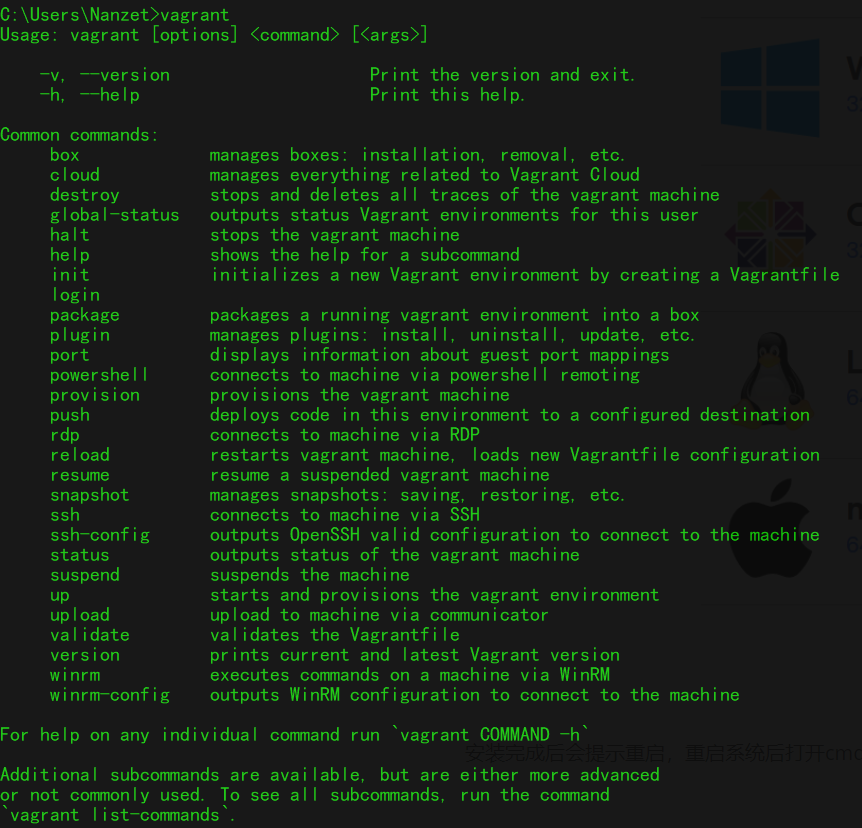 C:\Users\Nanzet>vagrant
Usage: vagrant [options] <command> [<args>]
-v, --version Print the version and exit.
-h, --help Print this help.
Common commands:
box manages boxes: installation, removal, etc.
cloud manages everything related to Vagrant Cloud
destroy stops and deletes all traces of the vagrant machine
global-status outputs status Vagrant environments for this user
halt stops the vagrant machine
help shows the help for a subcommand
init initializes a new Vagrant environment by creating a Vagrantfile
login
package packages a running vagrant environment into a box
plugin manages plugins: install, uninstall, update, etc.
port displays information about guest port mappings
powershell connects to machine via powershell remoting
provision provisions the vagrant machine
push deploys code in this environment to a configured destination
rdp connects to machine via RDP
reload restarts vagrant machine, loads new Vagrantfile configuration
resume resume a suspended vagrant machine
snapshot manages snapshots: saving, restoring, etc.
ssh connects to machine via SSH
ssh-config outputs OpenSSH valid configuration to connect to the machine
status outputs status of the vagrant machine
suspend suspends the machine
up starts and provisions the vagrant environment
upload upload to machine via communicator
validate validates the Vagrantfile
version prints current and latest Vagrant version
winrm executes commands on a machine via WinRM
winrm-config outputs WinRM configuration to connect to the machine
For help on any individual command run `vagrant COMMAND -h`
安装完成后会提示重启，重启系统后打开cmd
Additional subcommands are available, but are either more advanced
or not commonly used. To see all subcommands, run the command
`vagrant list-commands`.